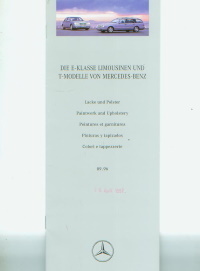 DIE E-KLASSE LIMOUSINEN UND
T-MODELLE VON MERCEDES-BENZ
Lacke und Polster
Paintwork and Upholstery
Peintures et garnitures
Pinturas y tapizados
Colori e rappezzerie